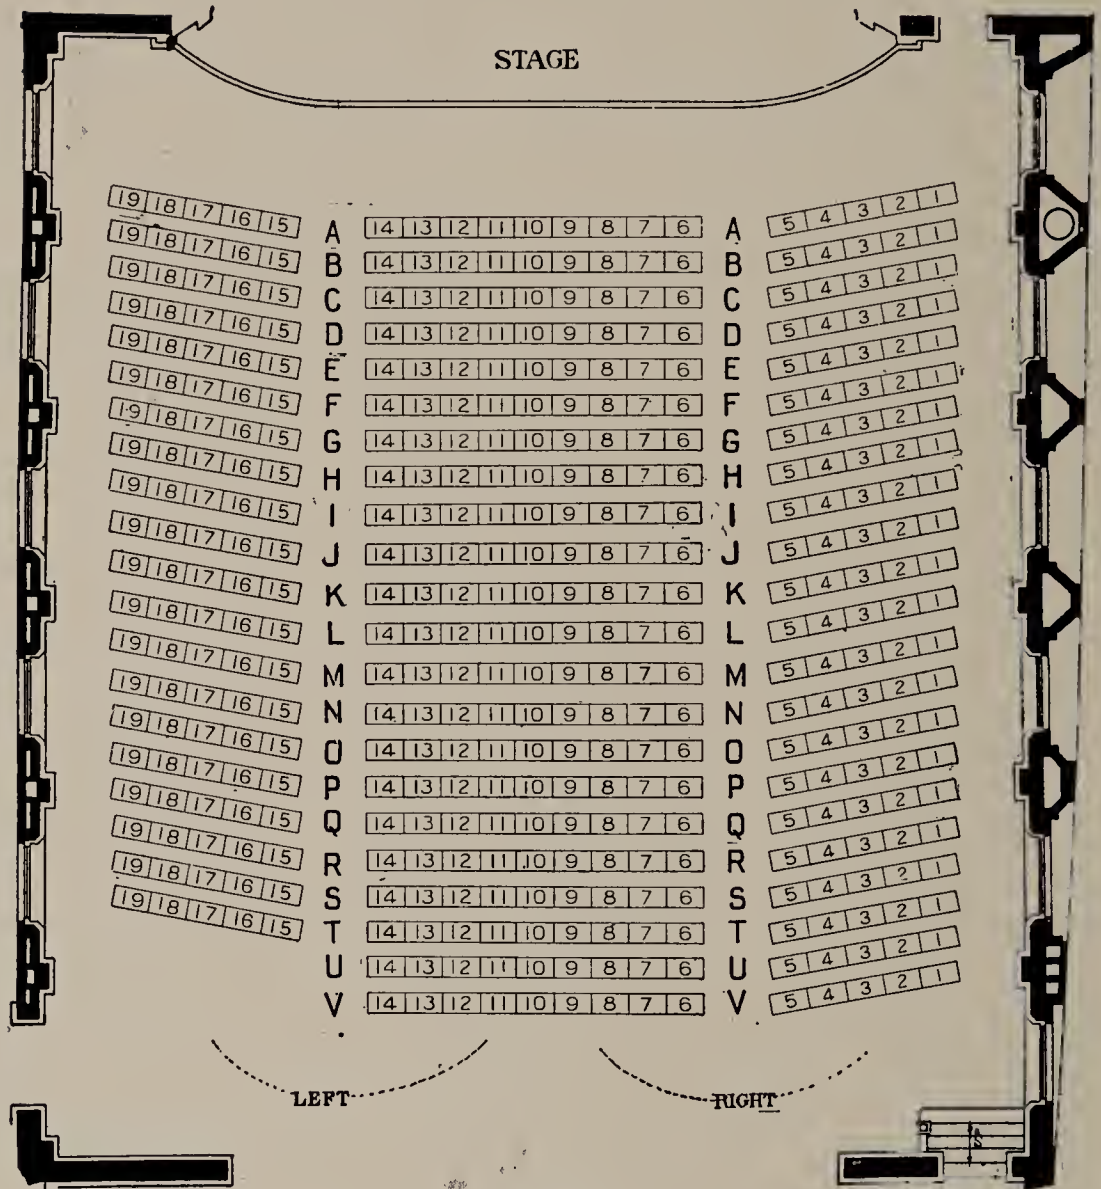 STAGE
19 18 17 16 15 A 14 13 12 11 10 9 8 7 6 A 5 4 3 2 1
19 18 17 16 15 B 14 13 12 11 10 9 8 7 6 B 5 4 3 2 1
19 18 17 16 15 C 14 13 12 11 10 9 8 7 6 C 5 4 3 2 1
19 18 17 16 15 D 14 13 12 11 10 9 8 7 6 D 5 4 3 2 1
19 18 17 16 15 E 14 13 12 11 10 9 8 7 6 E 5 4 3 2 1
19 18 17 16 15 F 14 13 12 11 10 9 8 7 6 F 5 4 3 2 1
19 18 17 16 15 G 14 13 12 11 10 9 8 7 6 G 5 4 3 2 1
19 18 17 16 15 H 14 13 12 11 10 9 8 7 6 H 5 4 3 2 1
19 18 17 16 15 I 14 13 12 11 10 9 8 7 6 I 5 4 3 2 1
19 18 17 16 15 J 14 13 12 11 10 9 8 7 6 J 5 4 3 2 1
19 18 17 16 15 K 14 13 12 11 10 9 8 7 6 K 5 4 3 2 1
19 18 17 16 15 L 14 13 12 11 10 9 8 7 6 L 5 4 3 2 1
19 18 17 16 15 M 14 13 12 11 10 9 8 7 6 M 5 4 3 2 1
19 18 17 16 15 N 14 13 12 11 10 9 8 7 6 N 5 4 3 2 1
19 18 17 16 15 O 14 13 12 11 10 9 8 7 6 O 5 4 3 2 1
19 18 17 16 15 P 14 13 12 11 10 9 8 7 6 P 5 4 3 2 1
19 18 17 16 15 Q 14 13 12 11 10 9 8 7 6 Q 5 4 3 2 1
19 18 17 16 15 R 14 13 12 11 10 9 8 7 6 R 5 4 3 2 1
19 18 17 16 15 S 14 13 12 11 10 9 8 7 6 S 5 4 3 2 1
19 18 17 16 15 T 14 13 12 11 10 9 8 7 6 T 5 4 3 2 1
U 14 13 12 11 10 9 8 7 6 U 5 4 3 2 1
V 14 13 12 11 10 9 8 7 6 V 5 4 3 2 1
LEFT RIGHT